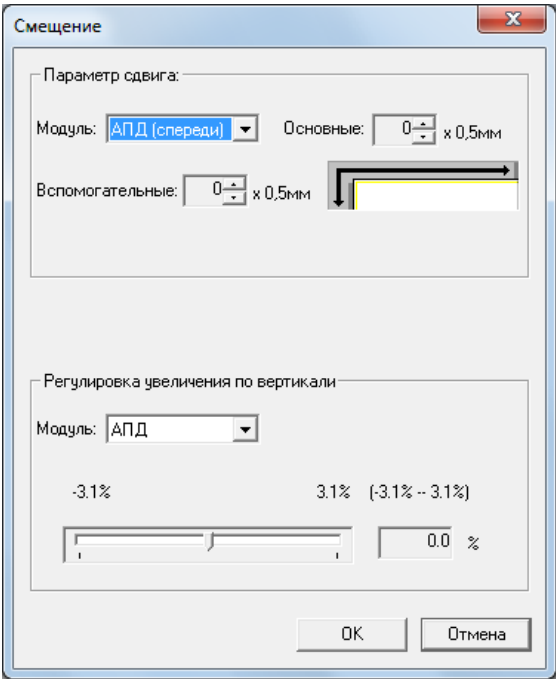 Смещение
Параметр сдвига:
Модуль: АПД (спереди) Основные: 0 x 0,5мм
Вспомогательные: 0 x 0,5мм
Регулировка увеличения по вертикали
Модуль: АПД
-3.1% 3.1% (-3.1% -- 3.1%)
0.0 %
OK Отмена